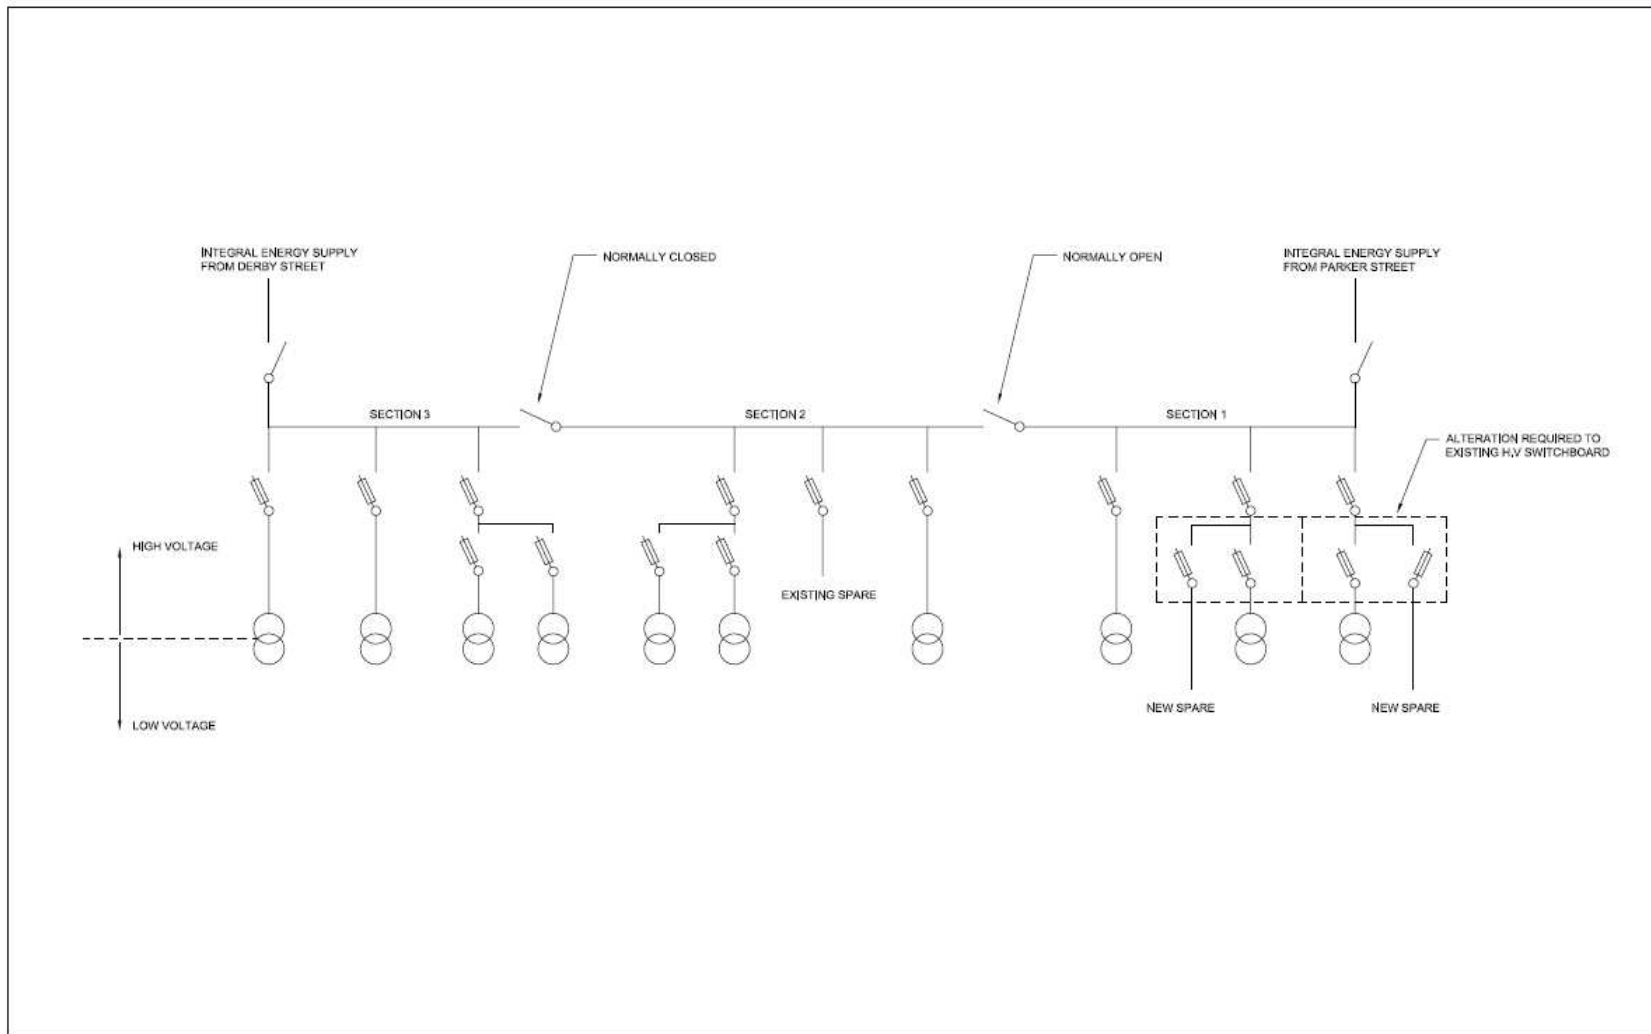 INTEGRAL ENERGY SUPPLY
FROM DERBY STREET
NORMALLY CLOSED
NORMALLY OPEN
INTEGRAL ENERGY SUPPLY
FROM PARKER STREET
SECTION 3
SECTION 2
SECTION 1
ALTERATION REQUIRED TO
EXISTING H.V SWITCHBOARD
HIGH VOLTAGE
EXISTING SPARE
LOW VOLTAGE
NEW SPARE
NEW SPARE